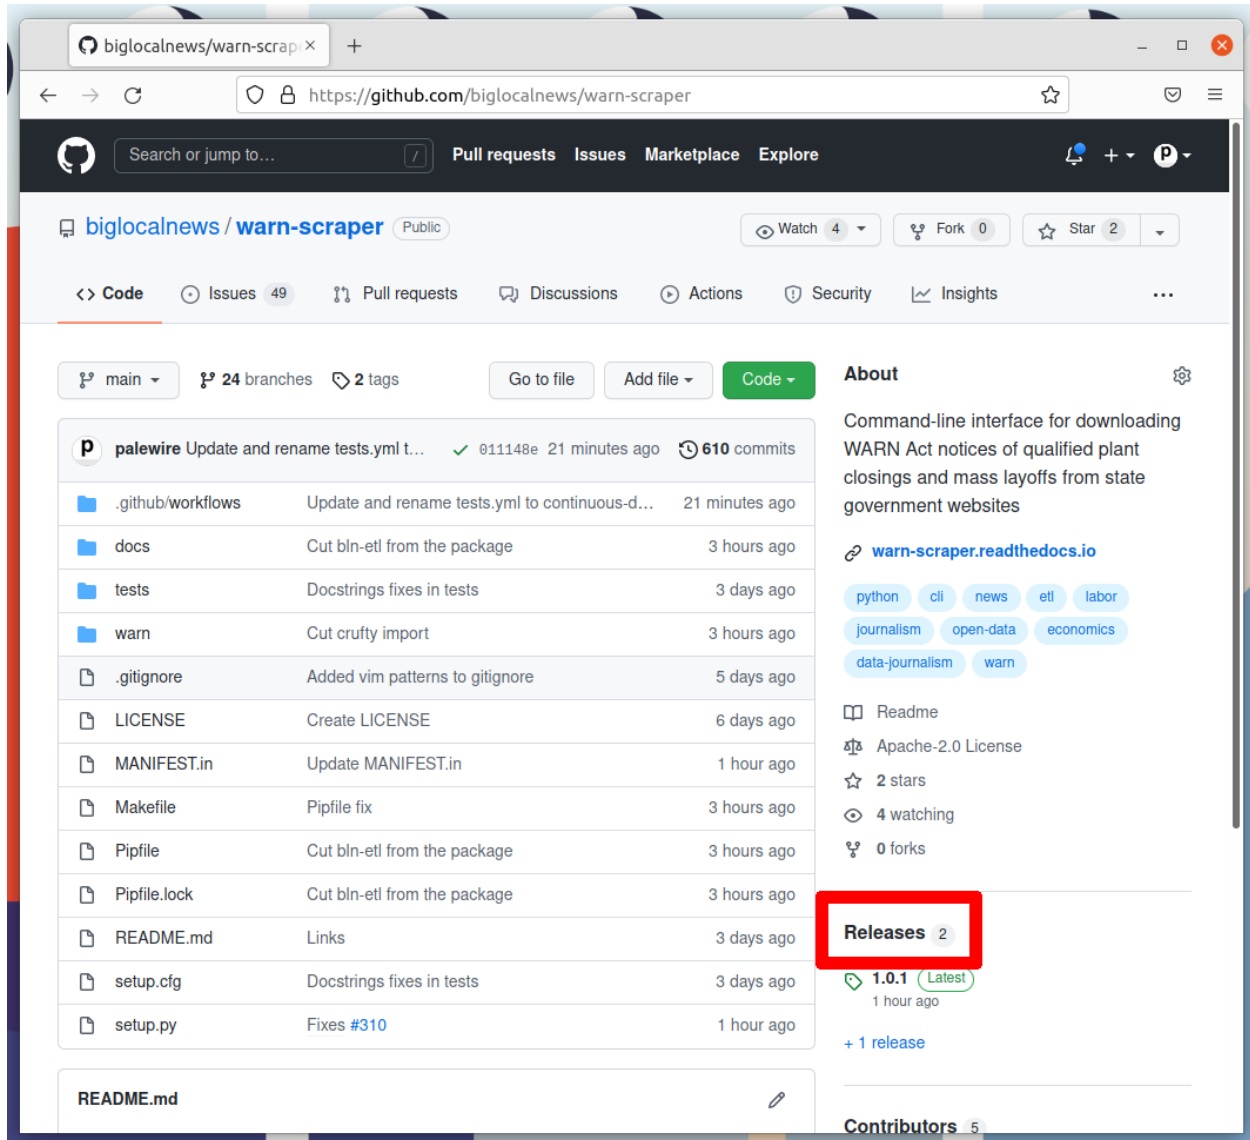 biglocalnews/warn-scrap
https://github.com/biglocalnews/warn-scraper
Search or jump to... / Pull requests Issues Marketplace Explore
biglocalnews / warn-scraper Public
Watch 4 Fork 0 Star 2
Code Issues 49 Pull requests Discussions Actions Security Insights
main 24 branches 2 tags Go to file Add file Code
palewire Update and rename tests.yml t... 011148e 21 minutes ago 610 commits
.github/workflows Update and rename tests.yml to continuous-d... 21 minutes ago
docs Cut bln-etl from the package 3 hours ago
tests Docstrings fixes in tests 3 days ago
warn Cut crufty import 3 hours ago
.gitignore Added vim patterns to gitignore 5 days ago
LICENSE Create LICENSE 6 days ago
MANIFEST.in Update MANIFEST.in 1 hour ago
Makefile Pipfile fix 3 hours ago
Pipfile Cut bln-etl from the package 3 hours ago
Pipfile.lock Cut bln-etl from the package 3 hours ago
README.md Links 3 days ago
setup.cfg Docstrings fixes in tests 3 days ago
setup.py Fixes #310 1 hour ago
README.md
About
Command-line interface for downloading
WARN Act notices of qualified plant
closings and mass layoffs from state
government websites
warn-scraper.readthedocs.io
python cli news etl labor
journalism open-data economics
data-journalism warn
Readme
Apache-2.0 License
2 stars
4 watching
0 forks
Releases 2
1.0.1 Latest
1 hour ago
+ 1 release
Contributors 5